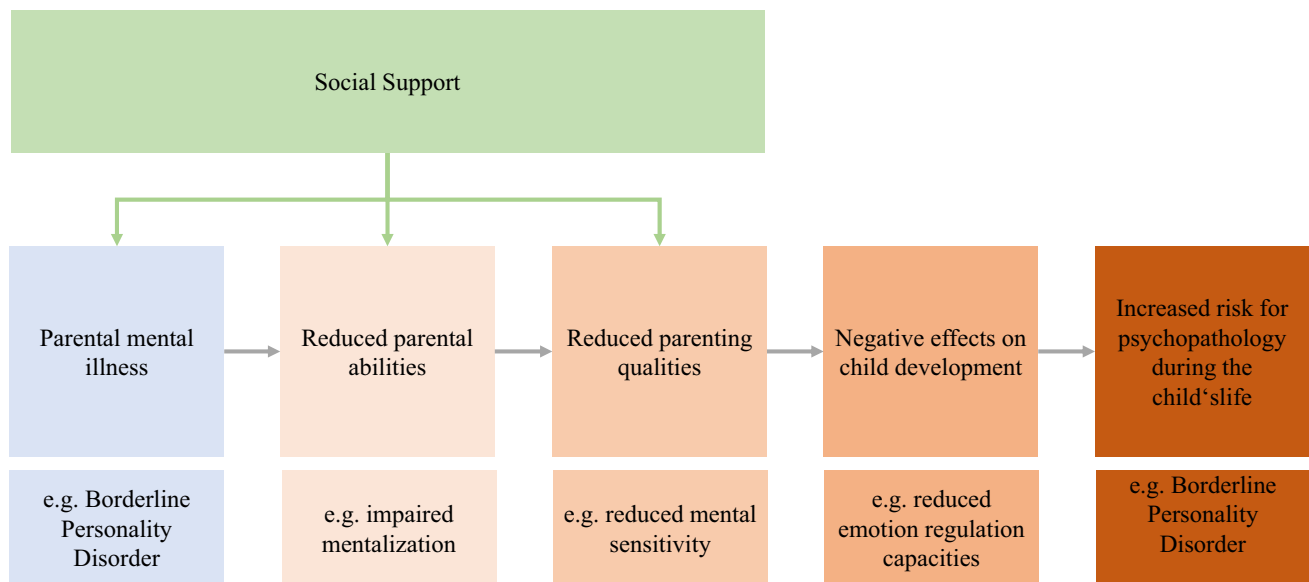 Social Support
Parental mental
illness
Reduced parental
abilities
Reduced parenting
qualities
Negative effects on
child development
Increased risk for
psychopathology
during the
child‘slife
e.g. Borderline
Personality
Disorder
e.g. impaired
mentalization
e.g. reduced mental
sensitivity
e.g. reduced
emotion regulation
capacities
e.g. Borderline
Personality
Disorder